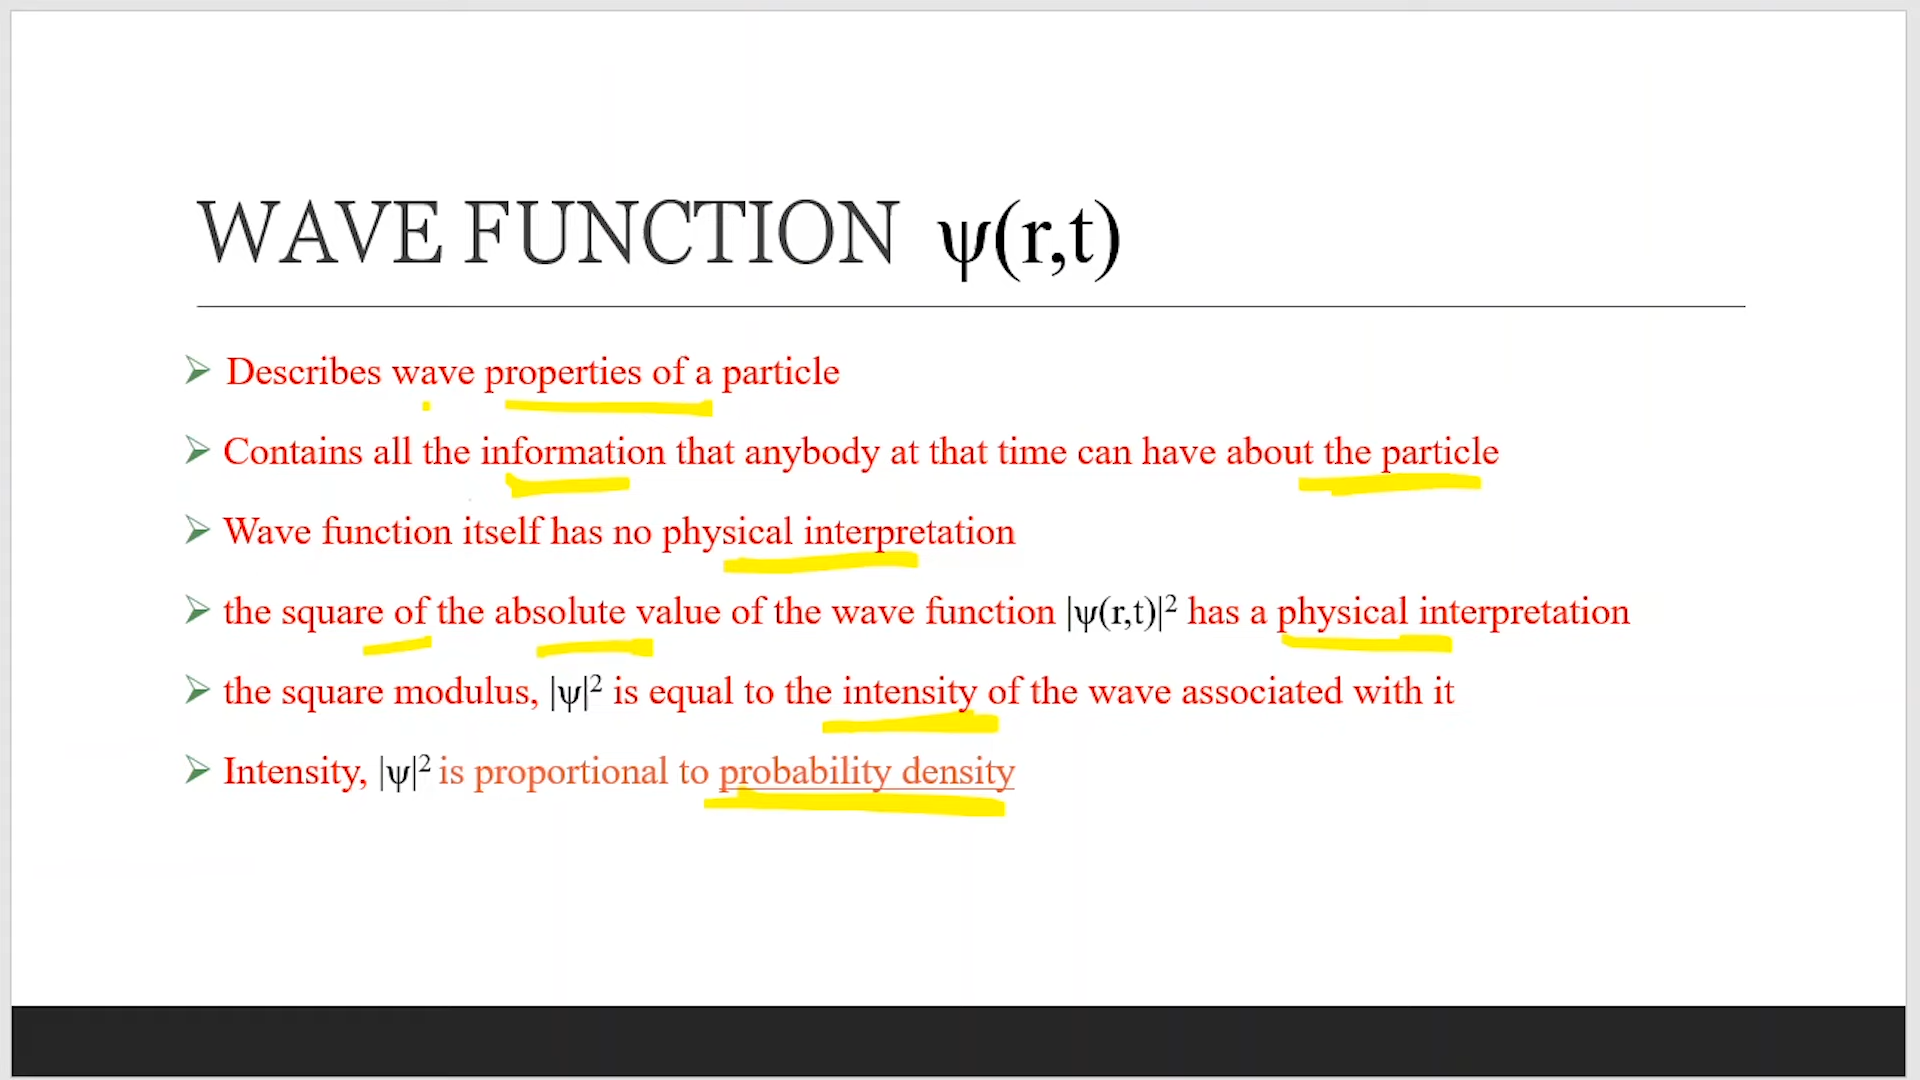 WAVE FUNCTION ψ(r,t)
Describes wave properties of a particle
Contains all the information that anybody at that time can have about the particle
Wave function itself has no physical interpretation
the square of the absolute value of the wave function |ψ(r,t)|² has a physical interpretation
the square modulus, |ψ|² is equal to the intensity of the wave associated with it
Intensity, |ψ|² is proportional to probability density